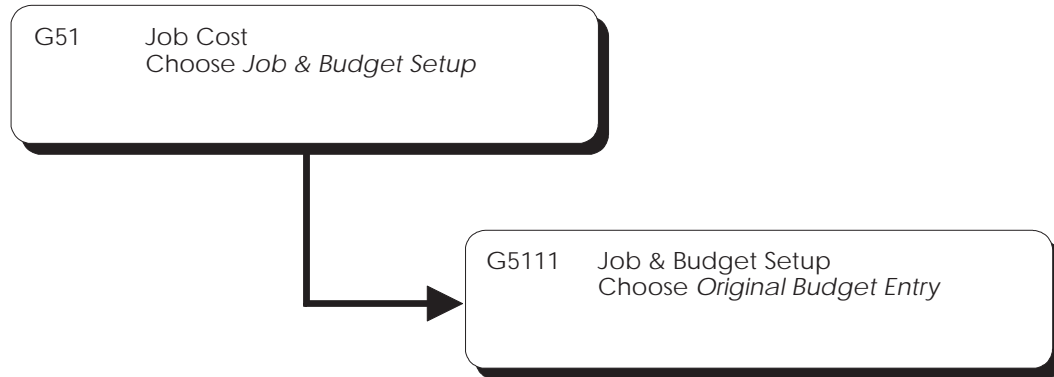 G51 Job Cost
Choose Job & Budget Setup
G5111 Job & Budget Setup
Choose Original Budget Entry